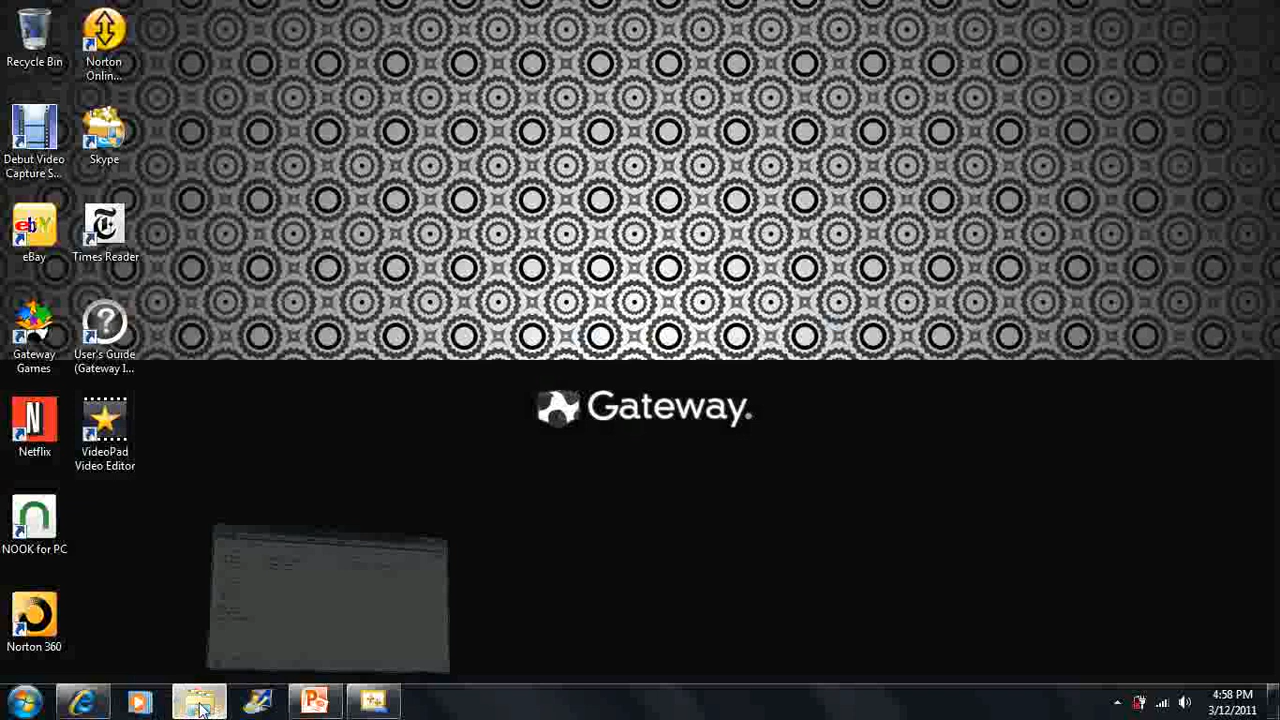 Recycle Bin
Norton
Onlin...
Debut Video
Capture S...
Skype
ebY
eBay
Times Reader
Gateway
Games
User's Guide
(Gateway I...
N
Netflix
VideoPad
Video Editor
NOOK for PC
Norton 360
Gateway.
4:58 PM
3/12/2011